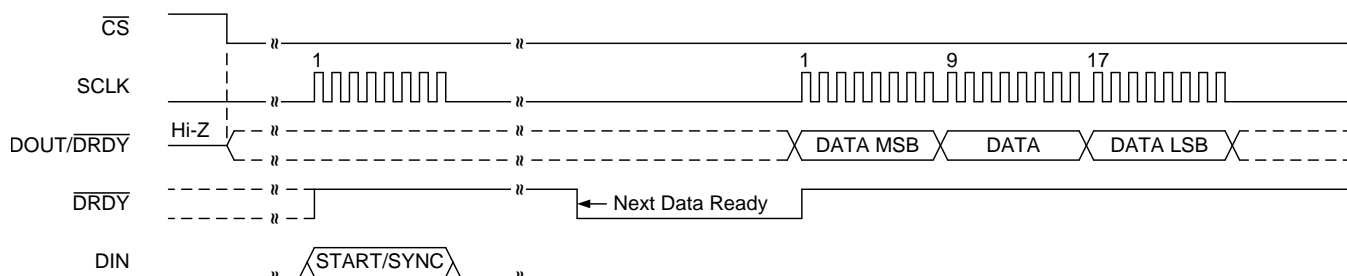 CS
1
1
9
17
SCLK
Hi-Z
DOUT/DRDY
DATA MSB
DATA
DATA LSB
DRDY
Next Data Ready
DIN
START/SYNC